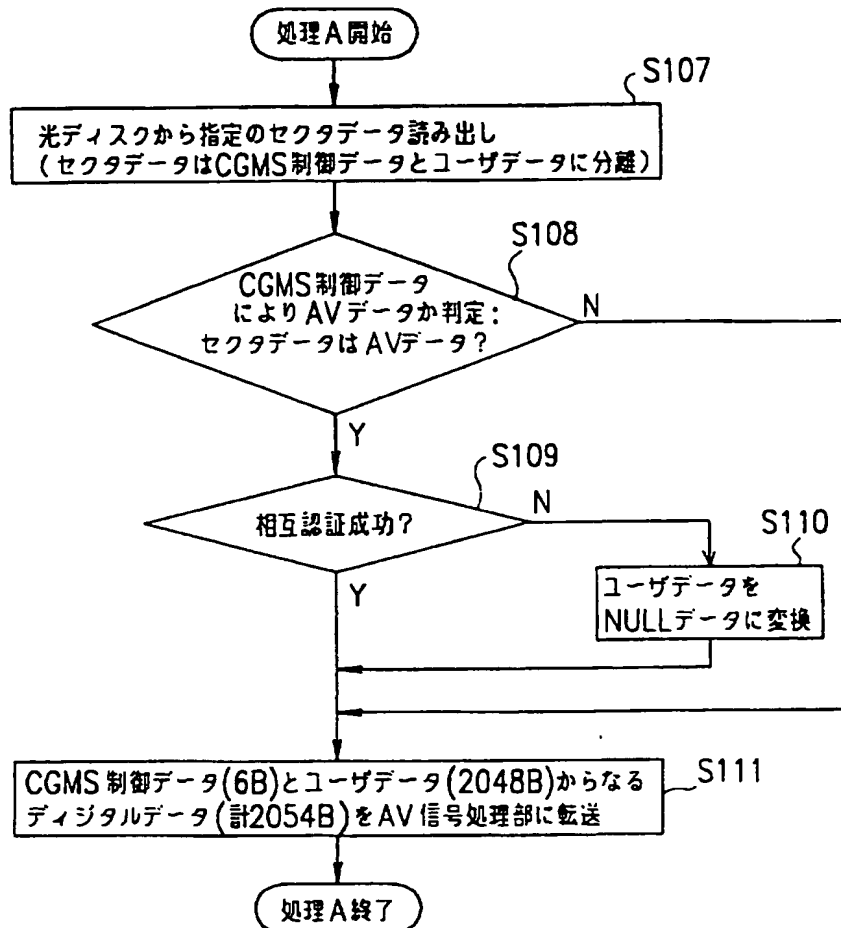 処理A開始
S107
光ディスクから指定のセクタデータ読み出し
(セクタデータはCGMS制御データとユーザデータに分離)
S108
CGMS制御データ
によりAVデータか判定:
セクタデータはAVデータ?
N
Y
S109
相互認証成功?
N
S110
Y
ユーザデータを
NULLデータに変換
S111
CGMS制御データ(6B)とユーザデータ(2048B)からなる
ディジタルデータ(計2054B)をAV信号処理部に転送
処理A終了